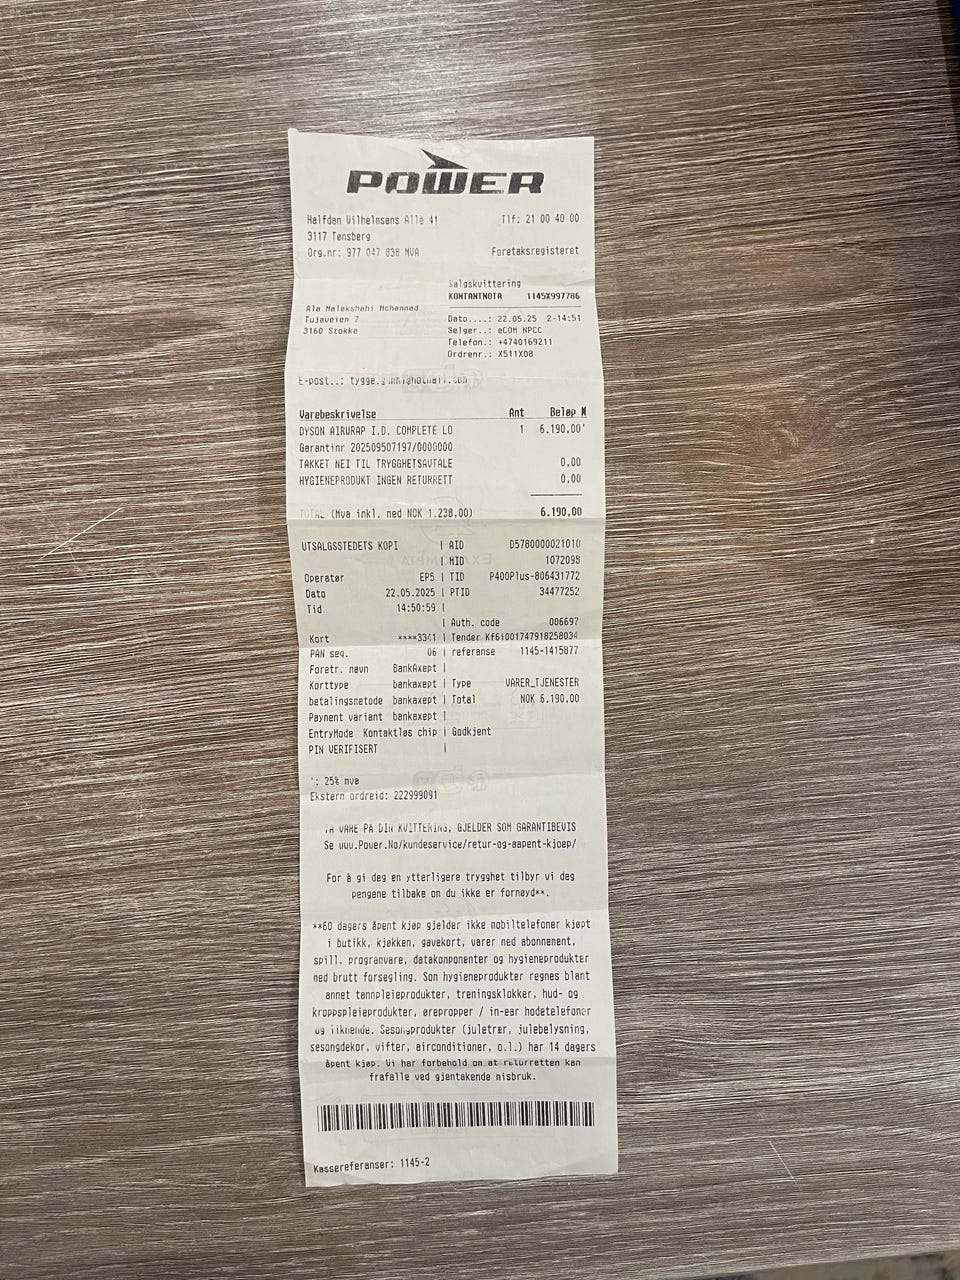 POWER
Halfdan Wilhelmsens Allè 41 Tlf: 21 00 40 00
3117 Tønsberg
Org.nr: 977 047 838 MVA Foretaksregisteret
Salgskvittering
KONTANTNOTA 1145X997786
Ala Malekshahi Mohammad
Tujaveien 7
3160 Stokke
Dato....: 22.05.25 2-14:51
Selger..: eCOM NPCC
Telefon.: +4740169211
Ordrenr.: X511X08
E-post..:
Varebeskrivelse Ant Beløp N
DYSON AIRWRAP I.D. COMPLETE LO 1 6.190,00'
Garantinr 202509507197/0000000
TAKKET NEI TIL TRYGGHETSAVTALE 0.00
HYGIENEPRODUKT INGEN RETURRETT 0.00
TOTAL (Mva inkl. med NOK 1.238,00) 6.190,00
UTSALGSSTEDETS KOPI | AID D5780000021010
| MID 1072098
Operatør EPS | TID P400Plus-806431772
Dato 22.05.2025 | PTID 34477252
Tid 14:50:59 |
| Auth. code 006697
Kort ****3341 | Tender Kf6i001747918258034
PAN seq. 06 | referanse 1145-1415877
Foretr. navn BankAxept |
Korttype bankaxept | Type VARER_TJENESTER
betalingsmetode bankaxept | Total NOK 6.190,00
Payment variant bankaxept |
EntryMode Kontaktløs chip | Godkjent
PIN VERIFISERT |
': 25% mva
Ekstern ordreid: 222999091
TA VARE PÅ DIN KVITTERING, GJELDER SOM GARANTIBEVIS
Se www.Power.No/kundeservice/retur-og-aapent-kjoep/
For å gi deg en ytterligere trygghet tilbyr vi deg
pengene tilbake om du ikke er fornøyd**.
**60 dagers åpent kjøp gjelder ikke mobiltelefoner kjøpt
i butikk, kjøkken, gavekort, varer med abonnement,
spill, programvare, datakomponenter og hygieneprodukter
med brutt forsegling. Som hygieneprodukter regnes blant
annet tannpleieprodukter, treningsklokker, hud- og
kroppspleieprodukter, ørepropper / in-ear hodetelefoner
og liknende. Sesongprodukter (juletrær, julebelysning,
sesongdekor, vifter, airconditioner, o.l.) har 14 dagers
åpent kjøp. Vi har forbehold om at returretten kan
frafalle ved gjentakende misbruk.
Kassereferanser: 1145-2